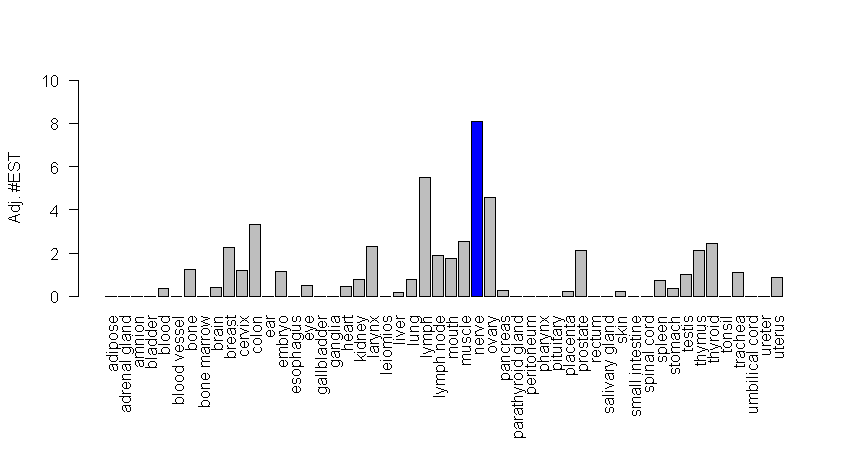 10
8
6
4
2
0
Adj. #EST
adipose
adrenal gland
amnion
bladder
blood
blood vessel
bone
bone marrow
brain
breast
cervix
colon
ear
embryo
esophagus
eye
gallbladder
ganglia
heart
kidney
larynx
leiomios
liver
lung
lymph
lymph node
mouth
muscle
nerve
ovary
pancreas
parathyroid gland
peritoneum
pharynx
pituitary
placenta
prostate
rectum
salivary gland
skin
small intestine
spinal cord
spleen
stomach
testis
thymus
thyroid
tonsil
trachea
umbilical cord
ureter
uterus